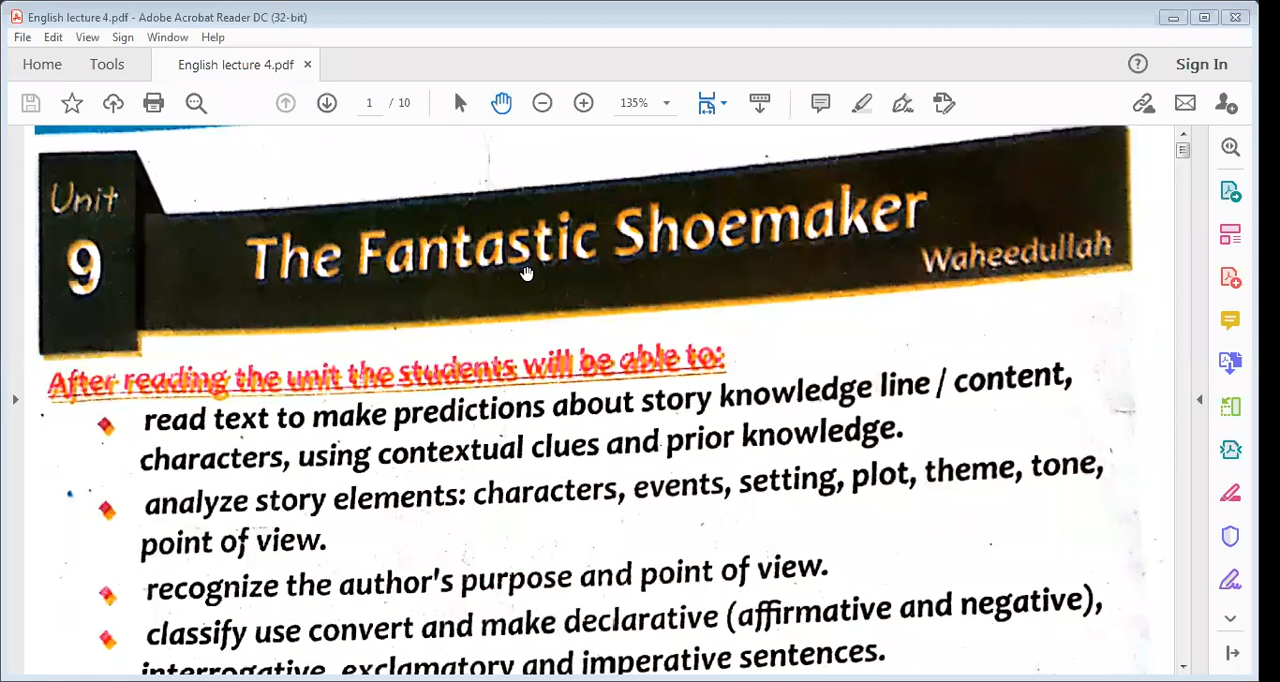 English lecture 4.pdf - Adobe Acrobat Reader DC (32-bit)
File Edit View Sign Window Help
Home Tools English lecture 4.pdf × ? Sign In
1 / 10 135%
Unit
9
The Fantastic Shoemaker
Waheedullah
After reading the unit the students will be able to:
read text to make predictions about story knowledge line / content,
characters, using contextual clues and prior knowledge.
analyze story elements: characters, events, setting, plot, theme, tone,
point of view.
recognize the author's purpose and point of view.
classify use convert and make declarative (affirmative and negative),
interrogative, exclamatory and imperative sentences.